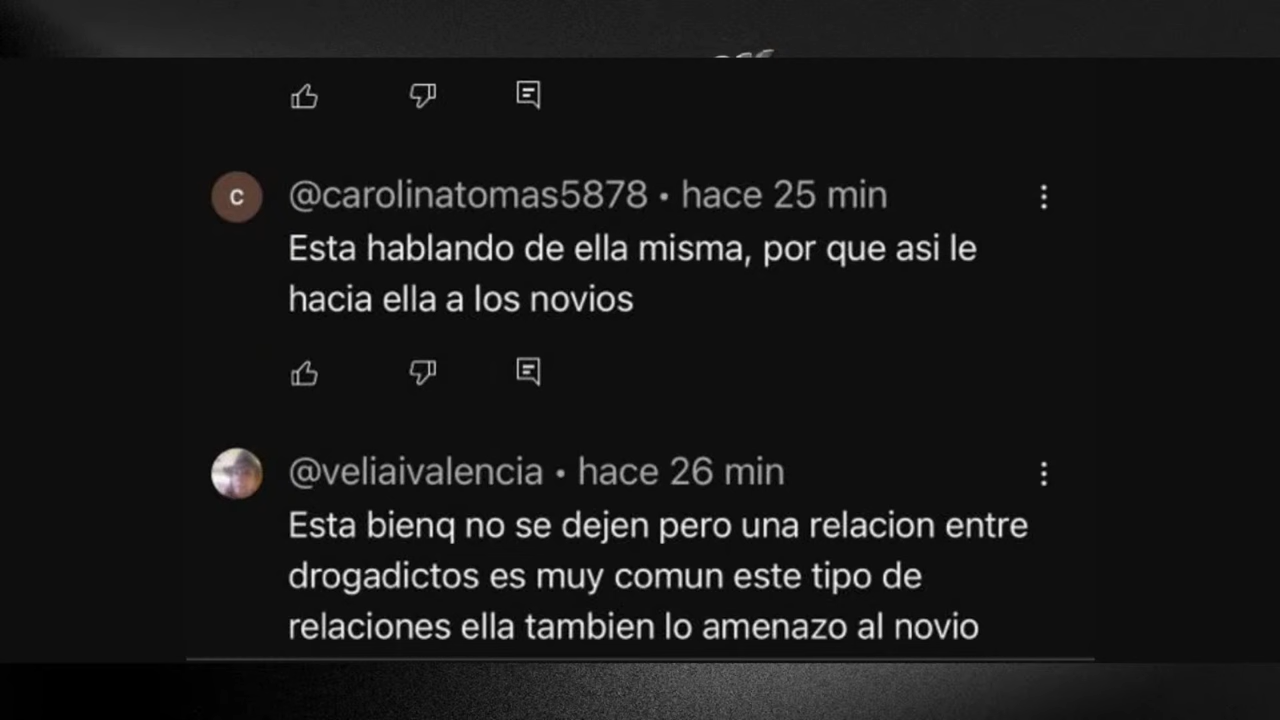 C
@carolinatomas5878 • hace 25 min
Esta hablando de ella misma, por que asi le
hacia ella a los novios
@veliaivalencia • hace 26 min
Esta bienq no se dejen pero una relacion entre
drogadictos es muy comun este tipo de
relaciones ella tambien lo amenazo al novio